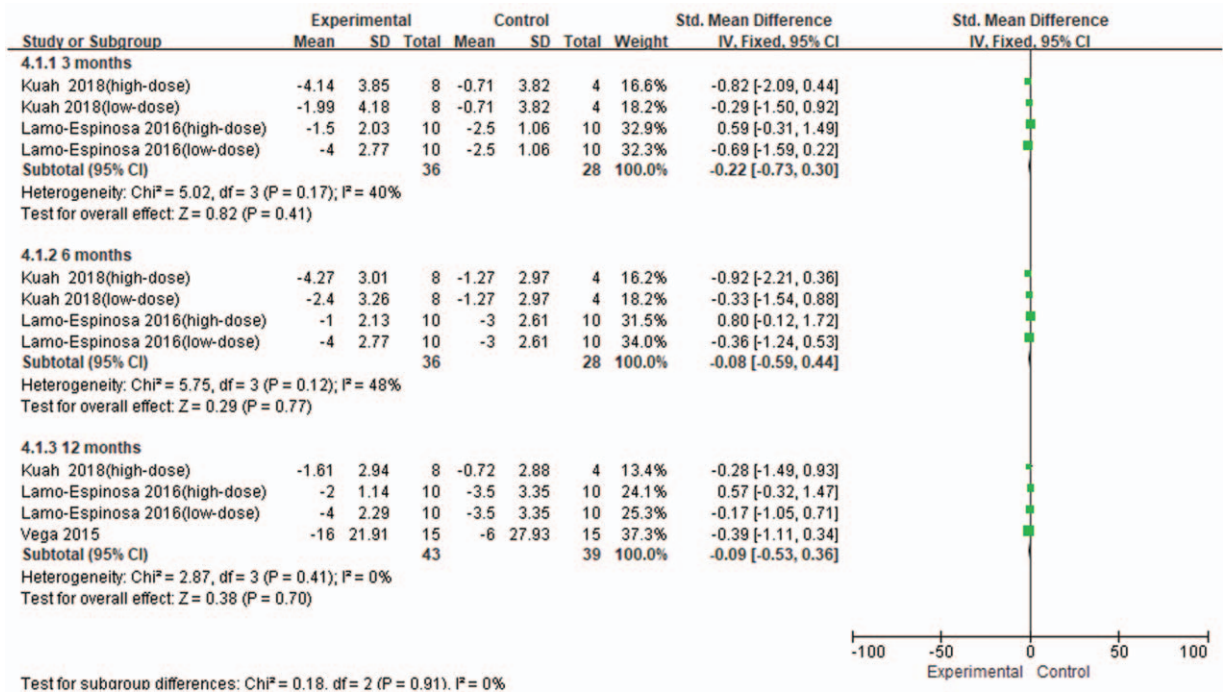 Experimental Control Std. Mean Difference Std. Mean Difference
Study or Subgroup Mean SD Total Mean SD Total Weight IV, Fixed, 95% CI IV, Fixed, 95% CI
4.1.1 3 months
Kuah 2018(high-dose) -4.14 3.85 8 -0.71 3.82 4 16.6% -0.82 [-2.09, 0.44]
Kuah 2018(low-dose) -1.99 4.18 8 -0.71 3.82 4 18.2% -0.29 [-1.50, 0.92]
Lamo-Espinosa 2016(high-dose) -1.5 2.03 10 -2.5 1.06 10 32.9% 0.59 [-0.31, 1.49]
Lamo-Espinosa 2016(low-dose) -4 2.77 10 -2.5 1.06 10 32.3% -0.69 [-1.59, 0.22]
Subtotal (95% CI) 36 28 100.0% -0.22 [-0.73, 0.30]
Heterogeneity: Chi² = 5.02, df = 3 (P = 0.17); I² = 40%
Test for overall effect: Z = 0.82 (P = 0.41)
4.1.2 6 months
Kuah 2018(high-dose) -4.27 3.01 8 -1.27 2.97 4 16.2% -0.92 [-2.21, 0.36]
Kuah 2018(low-dose) -2.4 3.26 8 -1.27 2.97 4 18.2% -0.33 [-1.54, 0.88]
Lamo-Espinosa 2016(high-dose) -1 2.13 10 -3 2.61 10 31.5% 0.80 [-0.12, 1.72]
Lamo-Espinosa 2016(low-dose) -4 2.77 10 -3 2.61 10 34.0% -0.36 [-1.24, 0.53]
Subtotal (95% CI) 36 28 100.0% -0.08 [-0.59, 0.44]
Heterogeneity: Chi² = 5.75, df = 3 (P = 0.12); I² = 48%
Test for overall effect: Z = 0.29 (P = 0.77)
4.1.3 12 months
Kuah 2018(high-dose) -1.61 2.94 8 -0.72 2.88 4 13.4% -0.28 [-1.49, 0.93]
Lamo-Espinosa 2016(high-dose) -2 1.14 10 -3.5 3.35 10 24.1% 0.57 [-0.32, 1.47]
Lamo-Espinosa 2016(low-dose) -4 2.29 10 -3.5 3.35 10 25.3% -0.17 [-1.05, 0.71]
Vega 2015 -16 21.91 15 -6 27.93 15 37.3% -0.39 [-1.11, 0.34]
Subtotal (95% CI) 43 39 100.0% -0.09 [-0.53, 0.36]
Heterogeneity: Chi² = 2.87, df = 3 (P = 0.41); I² = 0%
Test for overall effect: Z = 0.38 (P = 0.70)
-100 -50 0 50 100
Experimental Control
Test for subgroup differences: Chi² = 0.18, df = 2 (P = 0.91), I² = 0%